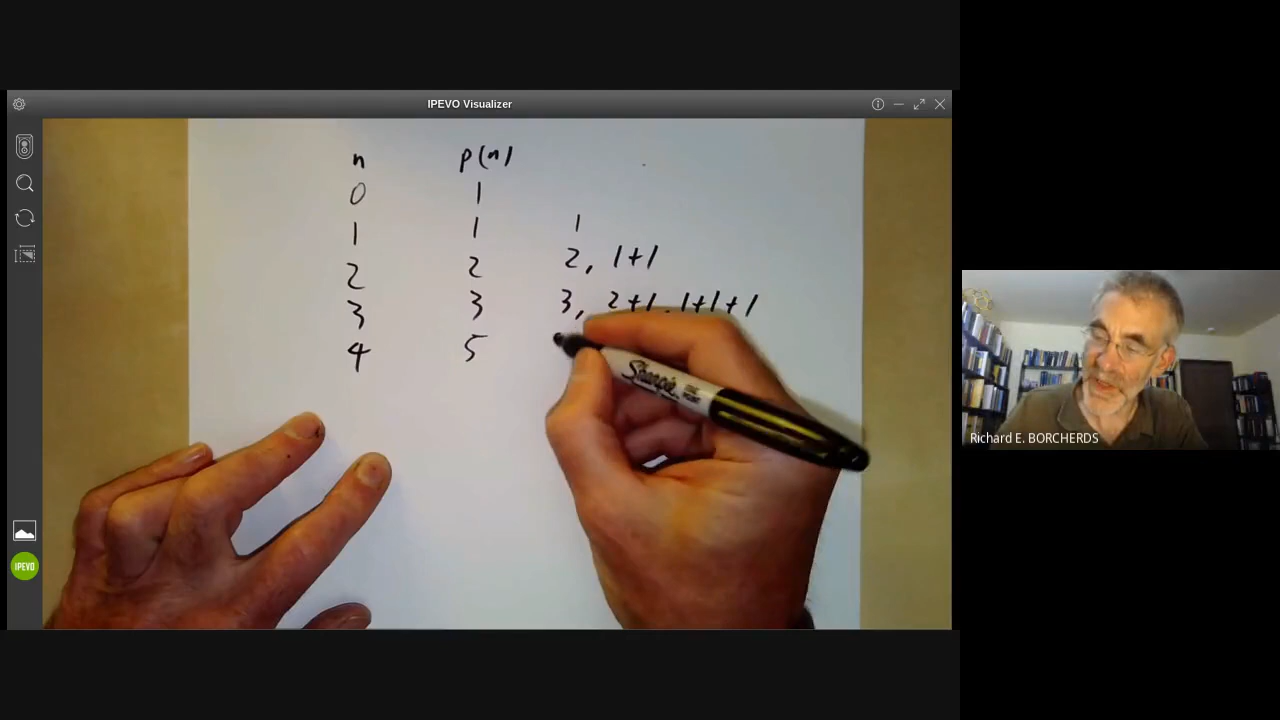 IPEVO Visualizer
n p(n)
0 1
1 1 1
2 2 2, 1+1
3 3 3, 2+1, 1+1+1
4 5
Sharpie
IPEVO
Richard E. BORCHERDS